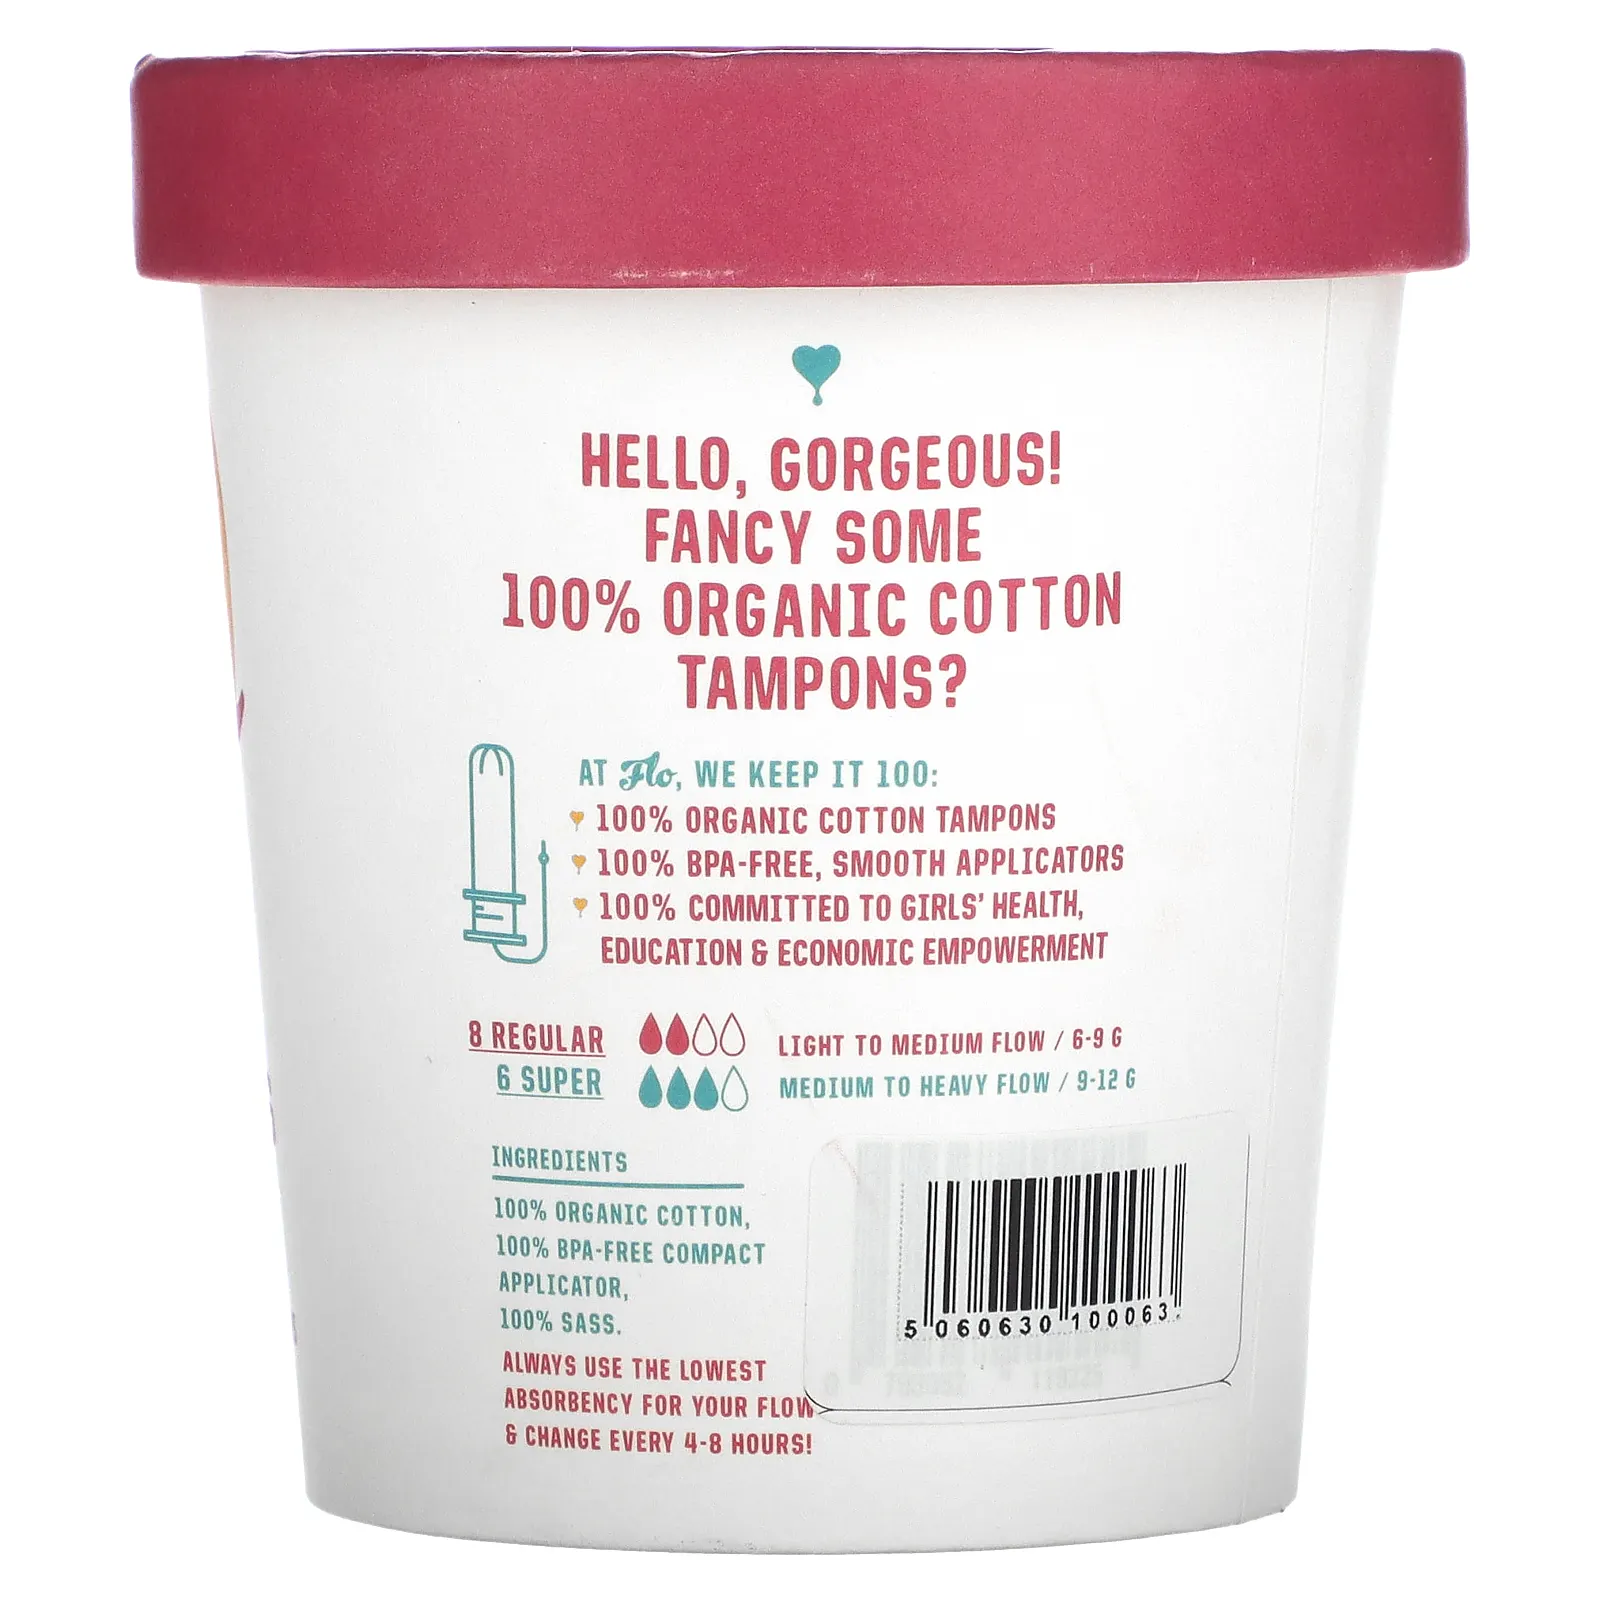 HELLO, GORGEOUS!
FANCY SOME
100% ORGANIC COTTON
TAMPONS?
AT Flo, WE KEEP IT 100:
100% ORGANIC COTTON TAMPONS
100% BPA-FREE, SMOOTH APPLICATORS
100% COMMITTED TO GIRLS' HEALTH,
EDUCATION & ECONOMIC EMPOWERMENT
8 REGULAR LIGHT TO MEDIUM FLOW / 6-9 G
6 SUPER MEDIUM TO HEAVY FLOW / 9-12 G
INGREDIENTS
100% ORGANIC COTTON,
100% BPA-FREE COMPACT
APPLICATOR,
100% SASS.
ALWAYS USE THE LOWEST
ABSORBENCY FOR YOUR FLOW
& CHANGE EVERY 4-8 HOURS!
5 060630 100063